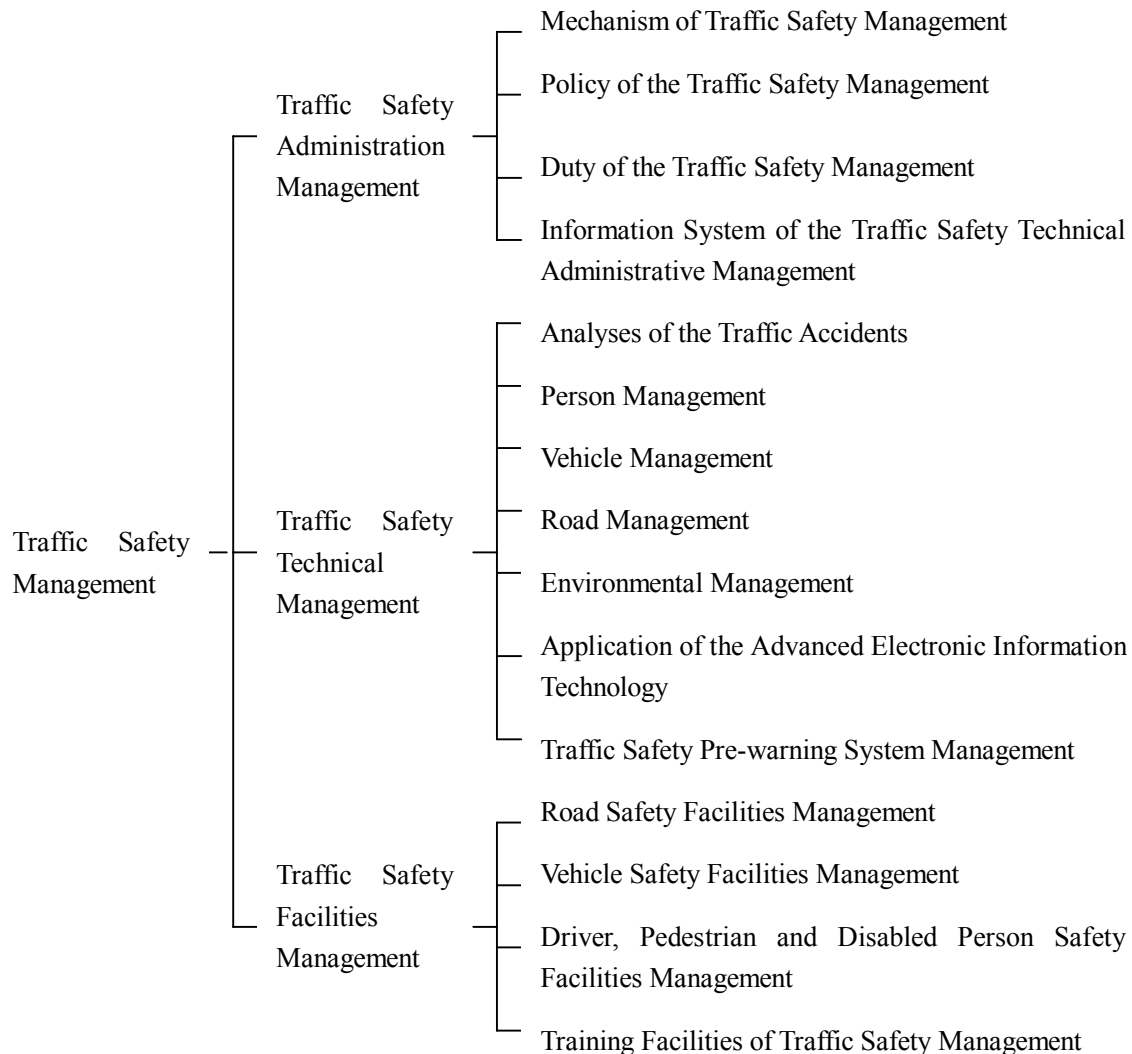 Traffic Safety
Management
Traffic Safety
Administration
Management
Mechanism of Traffic Safety Management
Policy of the Traffic Safety Management
Duty of the Traffic Safety Management
Information System of the Traffic Safety Technical
Administrative Management
Traffic Safety
Technical
Management
Analyses of the Traffic Accidents
Person Management
Vehicle Management
Road Management
Environmental Management
Application of the Advanced Electronic Information
Technology
Traffic Safety Pre-warning System Management
Traffic Safety
Facilities
Management
Road Safety Facilities Management
Vehicle Safety Facilities Management
Driver, Pedestrian and Disabled Person Safety
Facilities Management
Training Facilities of Traffic Safety Management